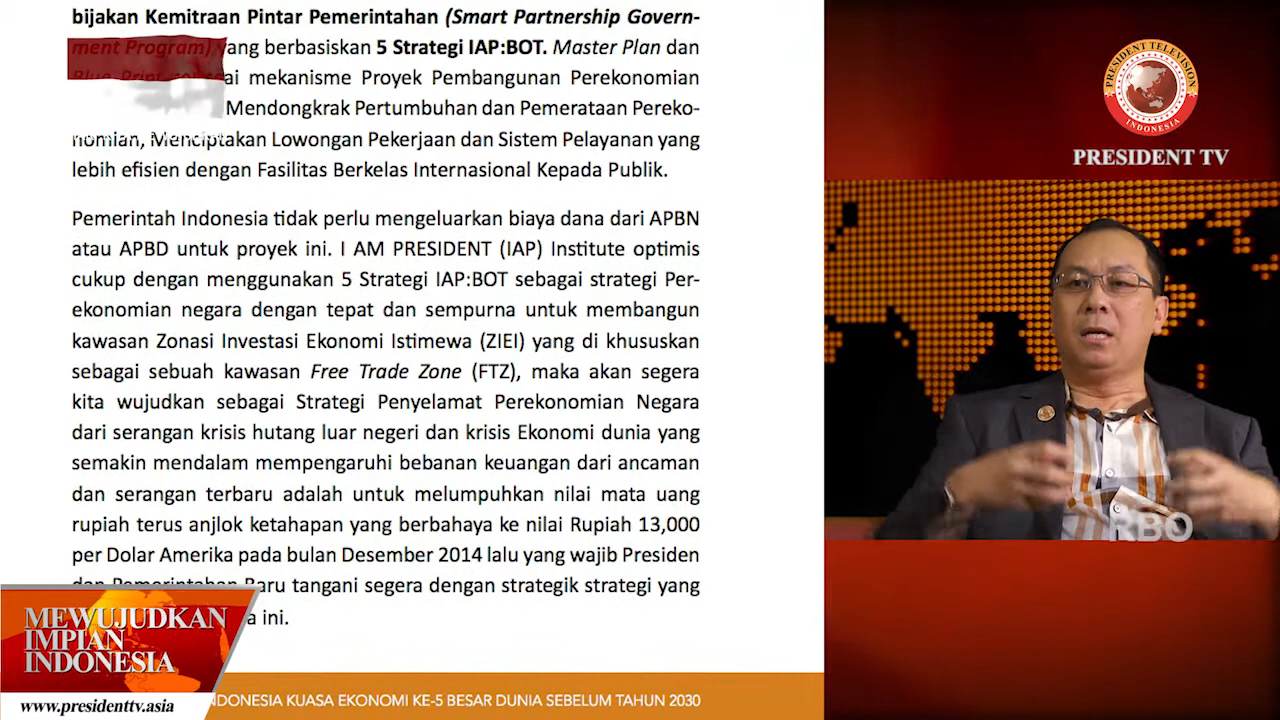 bijakan Kemitraan Pintar Pemerintahan (Smart Partnership Govern-
ment Program) yang berbasiskan 5 Strategi IAP:BOT. Master Plan dan
Blue Print sebagai mekanisme Proyek Pembangunan Perekonomian
Mendongkrak Pertumbuhan dan Pemerataan Pereko-
nomian, Menciptakan Lowongan Pekerjaan dan Sistem Pelayanan yang
lebih efisien dengan Fasilitas Berkelas Internasional Kepada Publik.
Pemerintah Indonesia tidak perlu mengeluarkan biaya dana dari APBN
atau APBD untuk proyek ini. I AM PRESIDENT (IAP) Institute optimis
cukup dengan menggunakan 5 Strategi IAP:BOT sebagai strategi Per-
ekonomian negara dengan tepat dan sempurna untuk membangun
kawasan Zonasi Investasi Ekonomi Istimewa (ZIEI) yang di khususkan
sebagai sebuah kawasan Free Trade Zone (FTZ), maka akan segera
kita wujudkan sebagai Strategi Penyelamat Perekonomian Negara
dari serangan krisis hutang luar negeri dan krisis Ekonomi dunia yang
semakin mendalam mempengaruhi bebanan keuangan dari ancaman
dan serangan terbaru adalah untuk melumpuhkan nilai mata uang
rupiah terus anjlok ketahapan yang berbahaya ke nilai Rupiah 13,000
per Dolar Amerika pada bulan Desember 2014 lalu yang wajib Presiden
dan Pemerintahan Baru tangani segera dengan strategik strategi yang
ini.
INDONESIA KUASA EKONOMI KE-5 BESAR DUNIA SEBELUM TAHUN 2030
MEWUJUDKAN
IMPIAN
INDONESIA
www.presidenttv.asia
PRESIDENT TELEVISION
INDONESIA
PRESIDENT TV
RBO